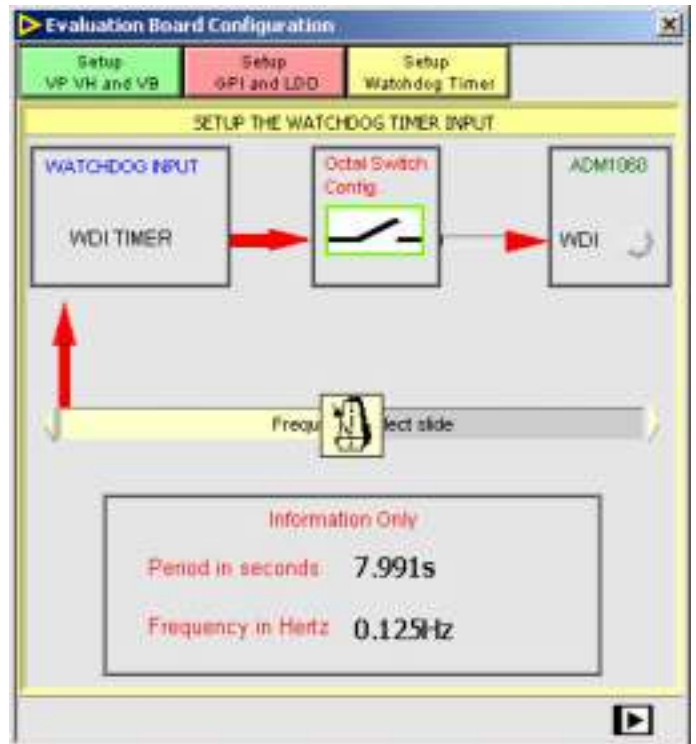 Evaluation Board Configuration
Setup
VP VH and VB
Setup
GPI and LDO
Setup
Watchdog Timer
SETUP THE WATCHDOG TIMER INPUT
WATCHDOG INPUT
WDI TIMER
Octal Switch
Config.
ADM1060
WDI
Frequ lect slide
Information Only
Period in seconds 7.991s
Frequency in Hertz 0.125Hz